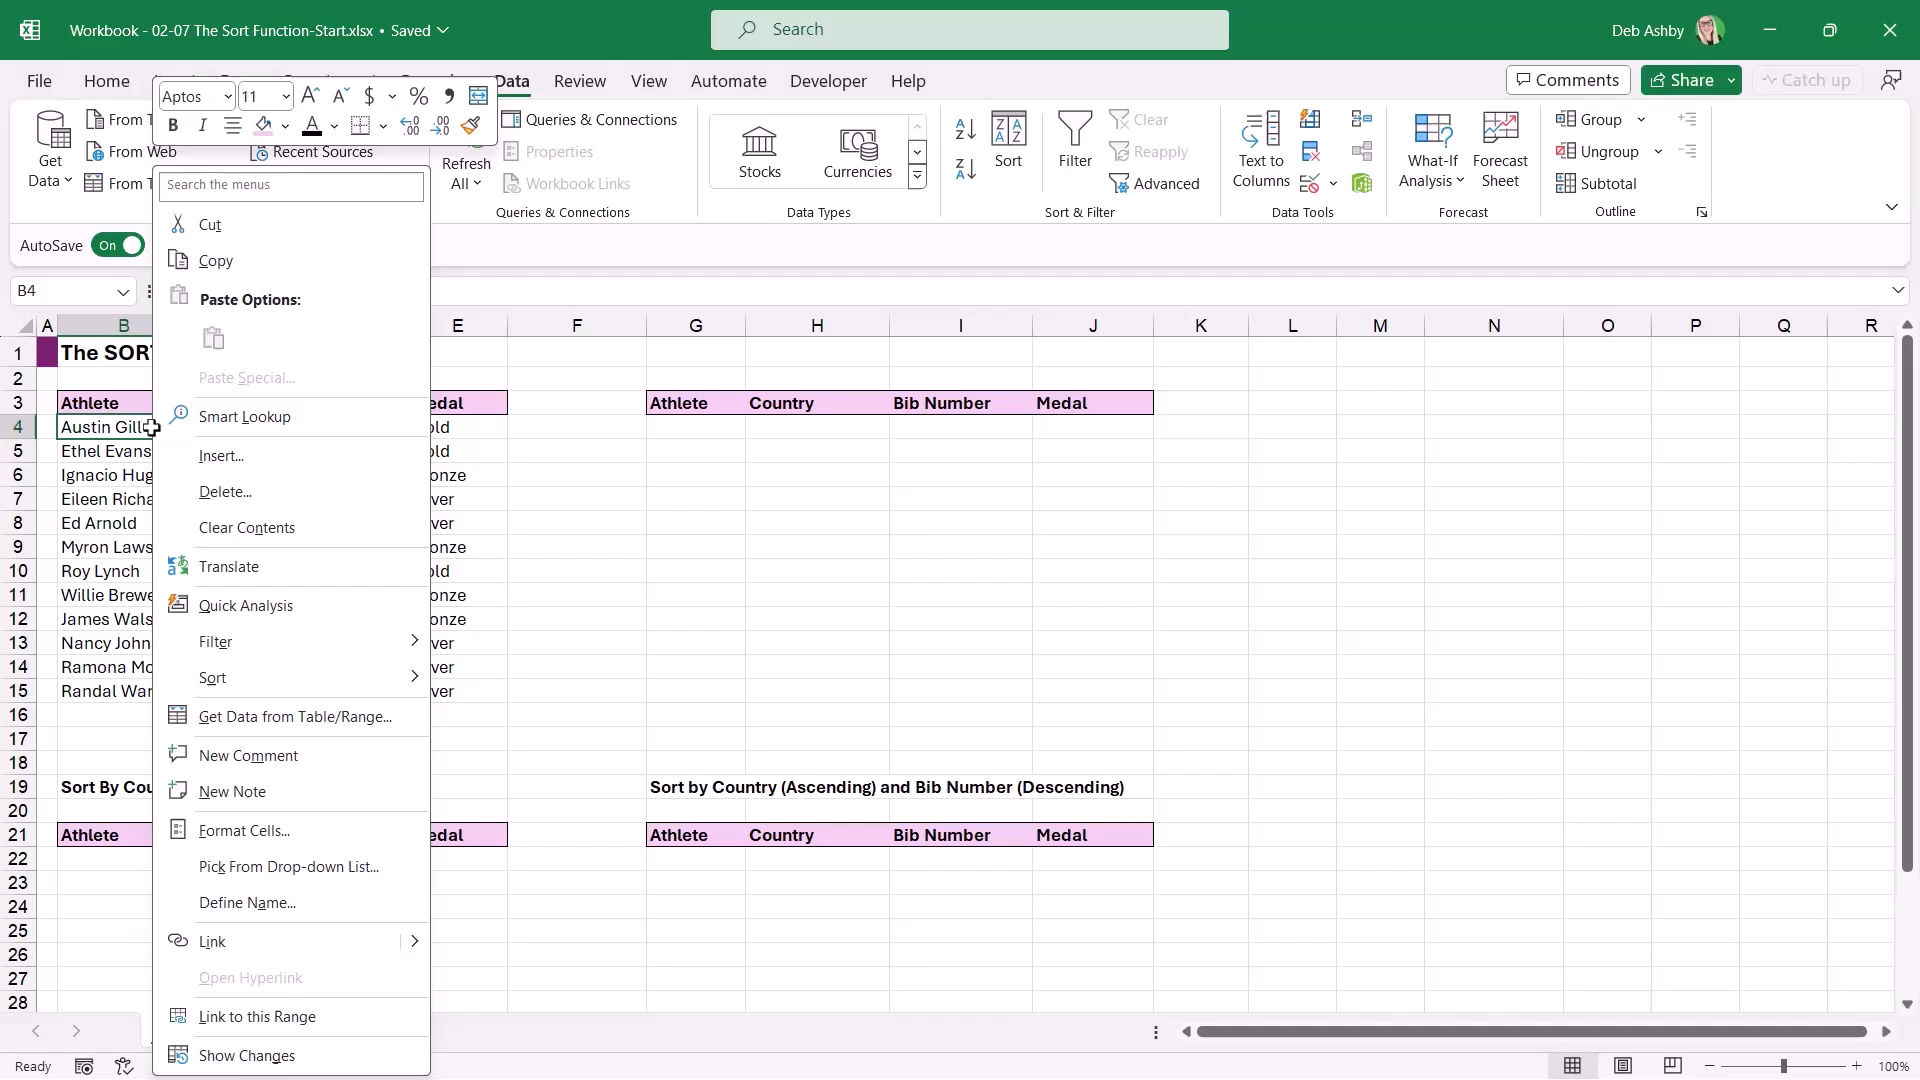 Workbook - 02-07 The Sort Function-Start.xlsx • Saved
Search
Deb Ashby
File Home Data Review View Automate Developer Help
Comments Share Catch up
Aptos 11
Get Data
From Web
Recent Sources
Refresh All
Queries & Connections
Properties
Workbook Links
Queries & Connections
Stocks Currencies
Data Types
Sort
Filter
Clear
Reapply
Advanced
Sort & Filter
Text to Columns
Data Tools
What-If Analysis
Forecast Sheet
Forecast
Group
Ungroup
Subtotal
Outline
AutoSave On
B4
Search the menus
Cut
Copy
Paste Options:
Paste Special...
Smart Lookup
Insert...
Delete...
Clear Contents
Translate
Quick Analysis
Filter
Sort
Get Data from Table/Range...
New Comment
New Note
Format Cells...
Pick From Drop-down List...
Define Name...
Link
Open Hyperlink
Link to this Range
Show Changes
A B E F G H I J K L M N O P Q R
1 The SORT
2
3 Athlete edal Athlete Country Bib Number Medal
4 Austin Gill old
5 Ethel Evans old
6 Ignacio Hug onze
7 Eileen Richa ver
8 Ed Arnold ver
9 Myron Laws onze
10 Roy Lynch old
11 Willie Brewe onze
12 James Wals onze
13 Nancy John ver
14 Ramona Mc ver
15 Randal War ver
16
17
18
19 Sort By Cou Sort by Country (Ascending) and Bib Number (Descending)
20
21 Athlete edal Athlete Country Bib Number Medal
22
23
24
25
26
27
28
Ready
100%